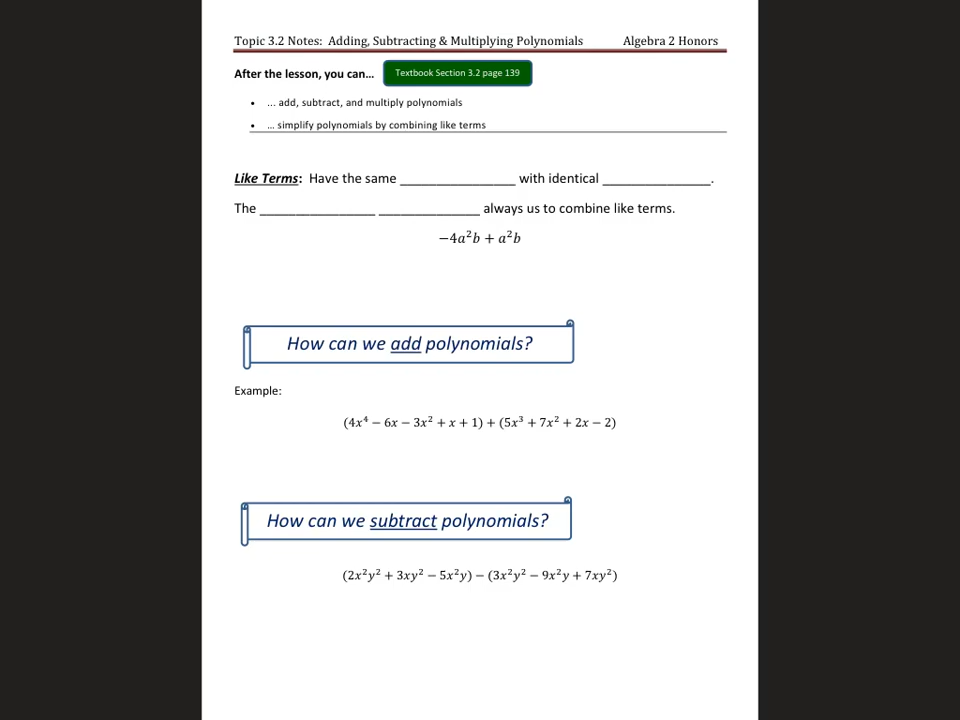 Topic 3.2 Notes: Adding, Subtracting & Multiplying Polynomials Algebra 2 Honors
After the lesson, you can… Textbook Section 3.2 page 139
• ... add, subtract, and multiply polynomials
• … simplify polynomials by combining like terms
Like Terms: Have the same ________________ with identical _______________.
The ________________ ______________ always us to combine like terms.
−4a²b + a²b
How can we add polynomials?
Example:
(4x⁴ − 6x − 3x² + x + 1) + (5x³ + 7x² + 2x − 2)
How can we subtract polynomials?
(2x²y² + 3xy² − 5x²y) − (3x²y² − 9x²y + 7xy²)